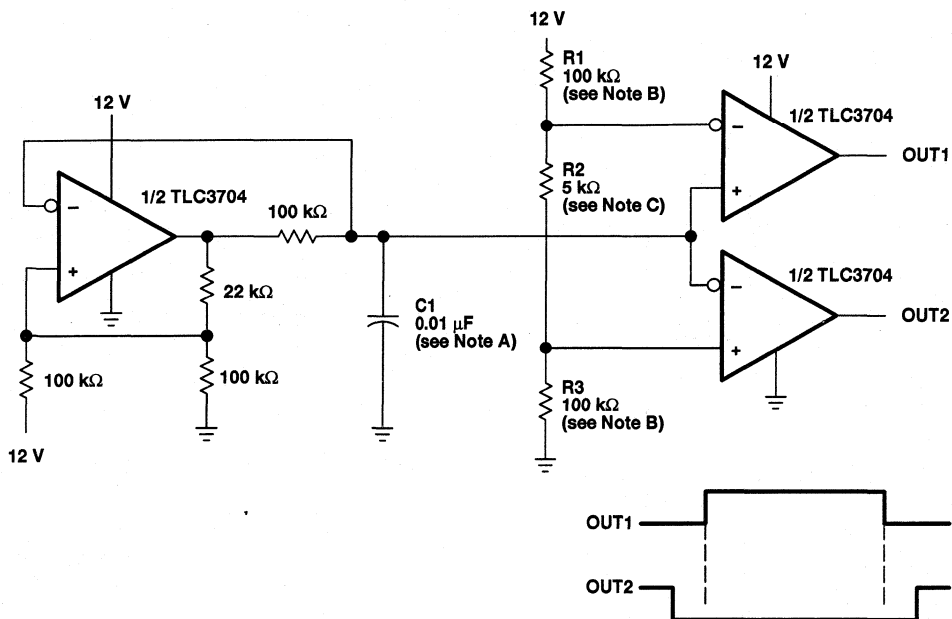 12 V
1/2 TLC3704
−
+
100 kΩ
22 kΩ
100 kΩ
100 kΩ
12 V
C1
0.01 μF
(see Note A)
12 V
R1
100 kΩ
(see Note B)
R2
5 kΩ
(see Note C)
R3
100 kΩ
(see Note B)
12 V
1/2 TLC3704
−
+
OUT1
1/2 TLC3704
−
+
OUT2
OUT1
OUT2